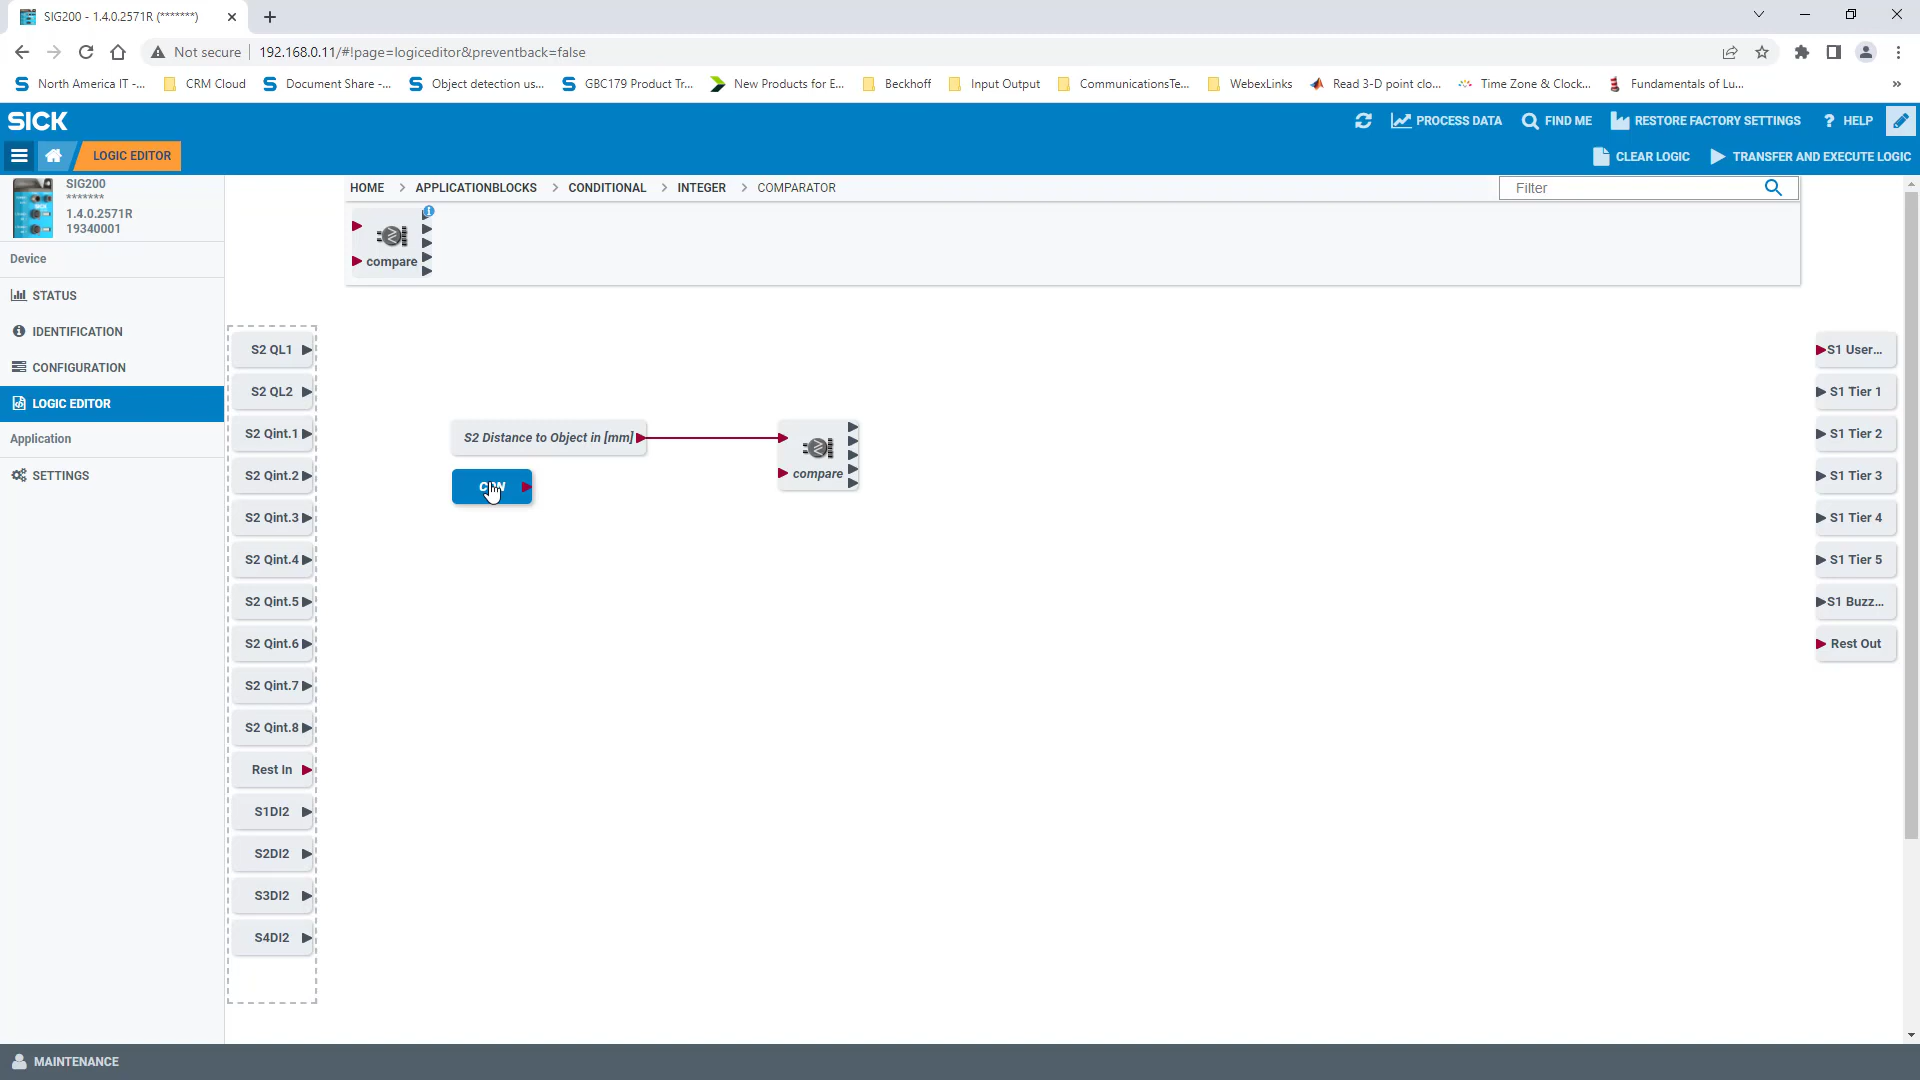 SIG200 - 1.4.0.2571R (*******)
Not secure
192.168.0.11/#!page=logiceditor&preventback=false
North America IT -...
CRM Cloud
Document Share -...
Object detection us...
GBC179 Product Tr...
New Products for E...
Beckhoff
Input Output
CommunicationsTe...
WebexLinks
Read 3-D point clo...
Time Zone & Clock...
Fundamentals of Lu...
»
SICK
PROCESS DATA
FIND ME
RESTORE FACTORY SETTINGS
? HELP
LOGIC EDITOR
CLEAR LOGIC
TRANSFER AND EXECUTE LOGIC
SIG200
*******
1.4.0.2571R
19340001
Device
STATUS
IDENTIFICATION
CONFIGURATION
LOGIC EDITOR
Application
SETTINGS
HOME > APPLICATIONBLOCKS > CONDITIONAL > INTEGER > COMPARATOR
Filter
compare
S2 QL1
S2 QL2
S2 Qint.1
S2 Qint.2
S2 Qint.3
S2 Qint.4
S2 Qint.5
S2 Qint.6
S2 Qint.7
S2 Qint.8
Rest In
S1DI2
S2DI2
S3DI2
S4DI2
S2 Distance to Object in [mm]
compare
S1 User...
S1 Tier 1
S1 Tier 2
S1 Tier 3
S1 Tier 4
S1 Tier 5
S1 Buzz...
Rest Out
MAINTENANCE